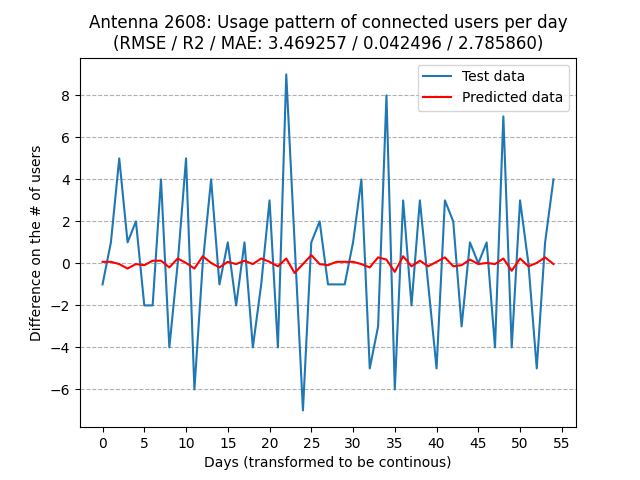 Antenna 2608: Usage pattern of connected users per day
(RMSE / R2 / MAE: 3.469257 / 0.042496 / 2.785860)
Test data
Predicted data
Difference on the # of users
8
6
4
2
0
−2
−4
−6
0 5 10 15 20 25 30 35 40 45 50 55
Days (transformed to be continous)